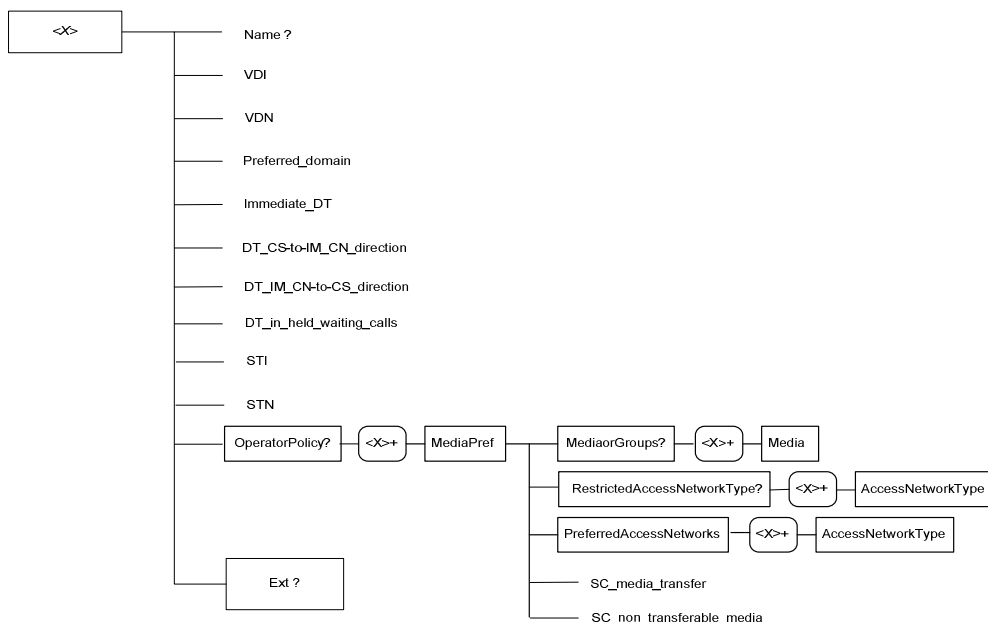 <X>
Name ?
VDI
VDN
Preferred_domain
Immediate_DT
DT_CS-to-IM_CN_direction
DT_IM_CN-to-CS_direction
DT_in_held_waiting_calls
STI
STN
OperatorPolicy? <X>+ MediaPref MediaorGroups? <X>+ Media
RestrictedAccessNetworkType? <X>+ AccessNetworkType
PreferredAccessNetworks <X>+ AccessNetworkType
Ext ?
SC_media_transfer
SC_non_transferable_media